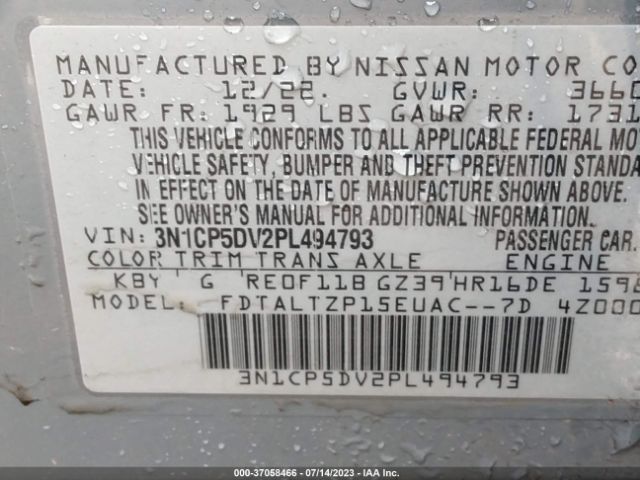 MANUFACTURED BY NISSAN MOTOR CO
DATE: 12/22. GVWR: 3660
GAWR FR: 1929 LBS GAWR RR: 1731
THIS VEHICLE CONFORMS TO ALL APPLICABLE FEDERAL MO
VEHICLE SAFETY, BUMPER AND THEFT PREVENTION STANDA
IN EFFECT ON THE DATE OF MANUFACTURE SHOWN ABOVE.
SEE OWNER'S MANUAL FOR ADDITIONAL INFORMATION.
VIN: 3N1CP5DV2PL494793 PASSENGER CAR.
COLOR TRIM TRANS AXLE ENGINE
KBY G RE0F11B GZ39 HR16DE 1598
MODEL: FDTALTZP15EUAC--7D 4Z000
3N1CP5DV2PL494793
000-37058466 - 07/14/2023 - IAA Inc.